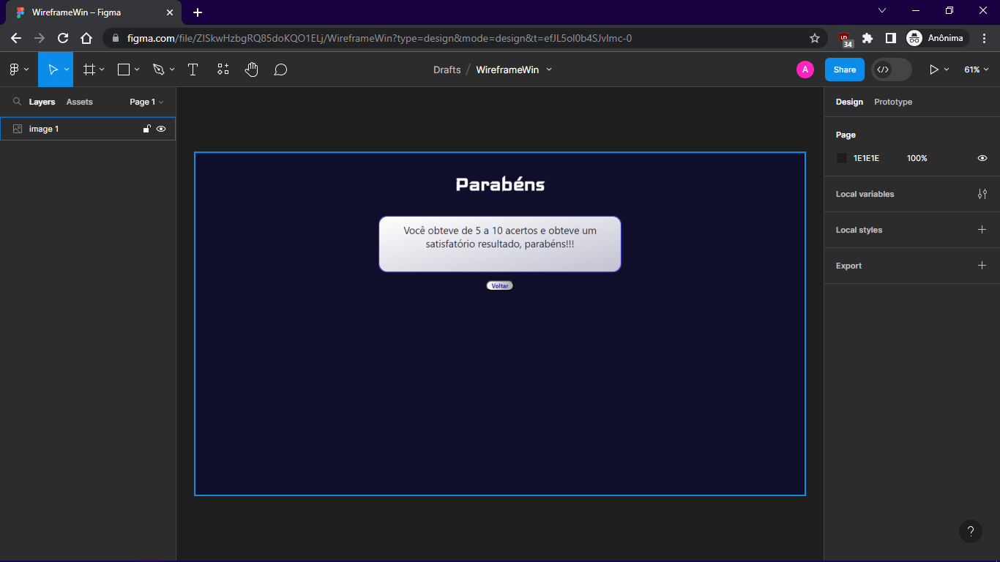 WireframeWin – Figma
figma.com/file/ZISkwHzbgRQ85doKQO1ELj/WireframeWin?type=design&mode=design&t=efJL5oI0b4SJvImc-0
34
Anônima
Drafts / WireframeWin
A
Share
61%
Layers
Assets
Page 1
Design
Prototype
image 1
Page
1E1E1E
100%
Local variables
Local styles
Export
Parabéns
Você obteve de 5 a 10 acertos e obteve um
satisfatório resultado, parabéns!!!
Voltar
?